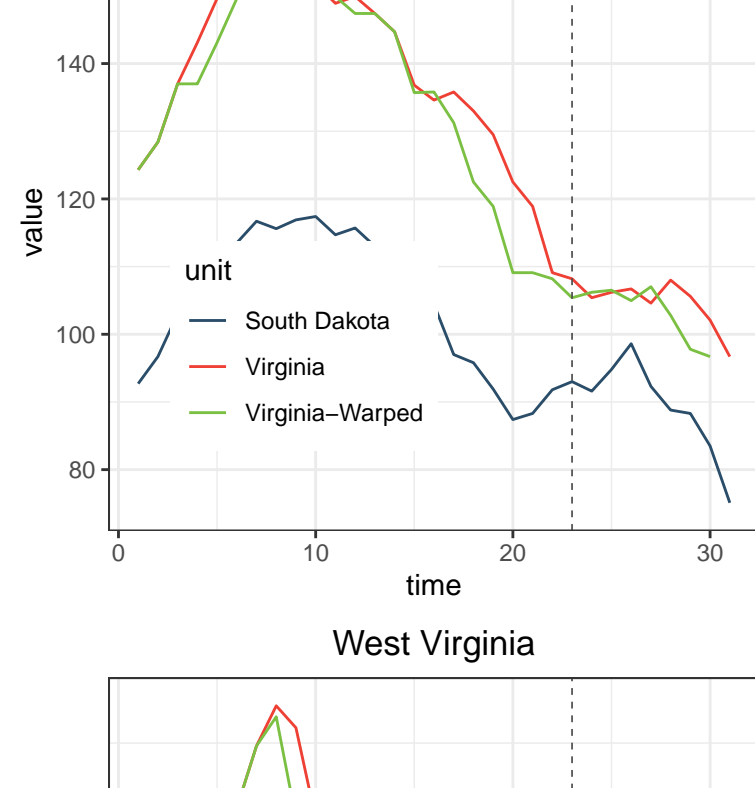 140
120
100
80
value
unit
South Dakota
Virginia
Virginia−Warped
0 10 20 30
time
West Virginia